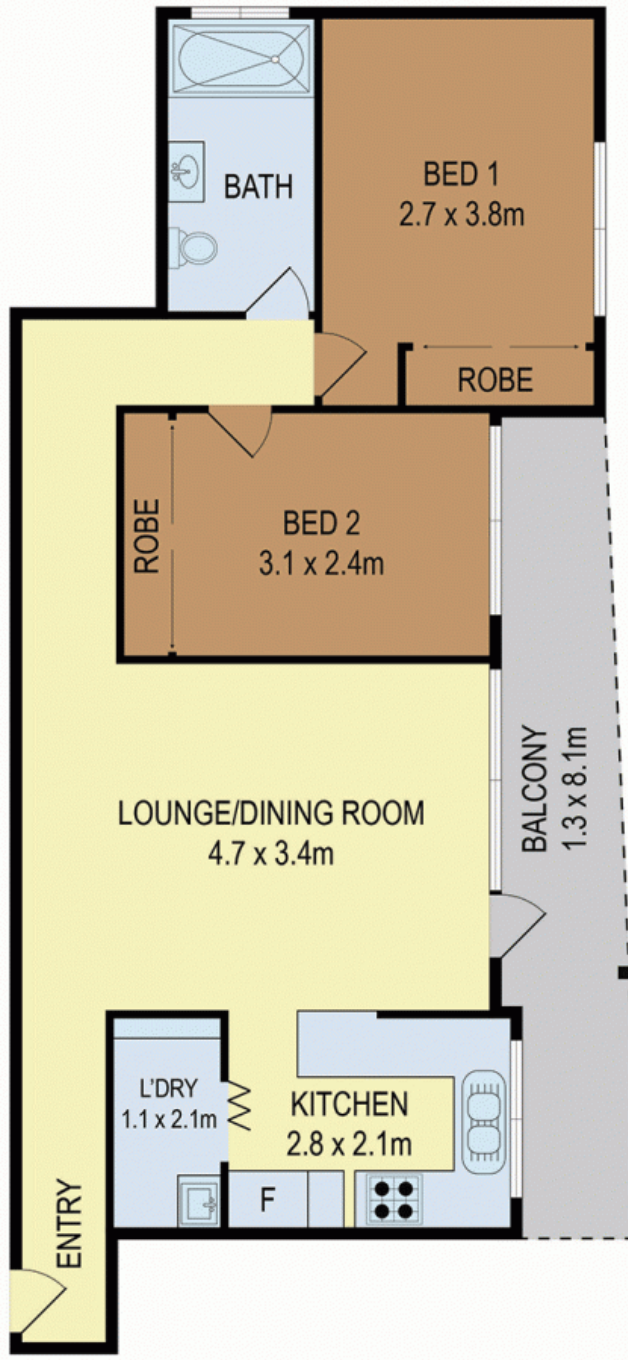 BATH
BED 1
2.7 x 3.8m
ROBE
ROBE
BED 2
3.1 x 2.4m
LOUNGE/DINING ROOM
4.7 x 3.4m
BALCONY
1.3 x 8.1m
L'DRY
1.1 x 2.1m
KITCHEN
2.8 x 2.1m
F
ENTRY